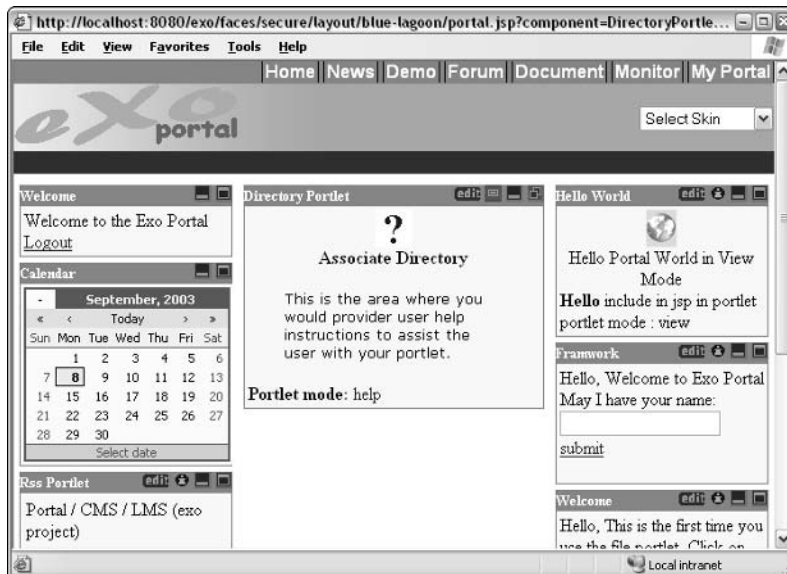 http://localhost:8080/exo/faces/secure/layout/blue-lagoon/portal.jsp?component=DirectoryPortle...
File Edit View Favorites Tools Help
Home News Demo Forum Document Monitor My Portal
eXo portal
Select Skin
Welcome
Welcome to the Exo Portal
Logout
Calendar
- September, 2003
« ‹ Today › »
Sun Mon Tue Wed Thu Fri Sat
1 2 3 4 5 6
7 8 9 10 11 12 13
14 15 16 17 18 19 20
21 22 23 24 25 26 27
28 29 30
Select date
Rss Portlet edit
Portal / CMS / LMS (exo
project)
Directory Portlet edit
?
Associate Directory
This is the area where you
would provider user help
instructions to assist the
user with your portlet.
Portlet mode: help
Hello World edit
Hello Portal World in View
Mode
Hello include in jsp in portlet
portlet mode : view
Framwork edit
Hello, Welcome to Exo Portal
May I have your name:
submit
Welcome edit
Hello, This is the first time you
use the file portlet. Click on
Local intranet